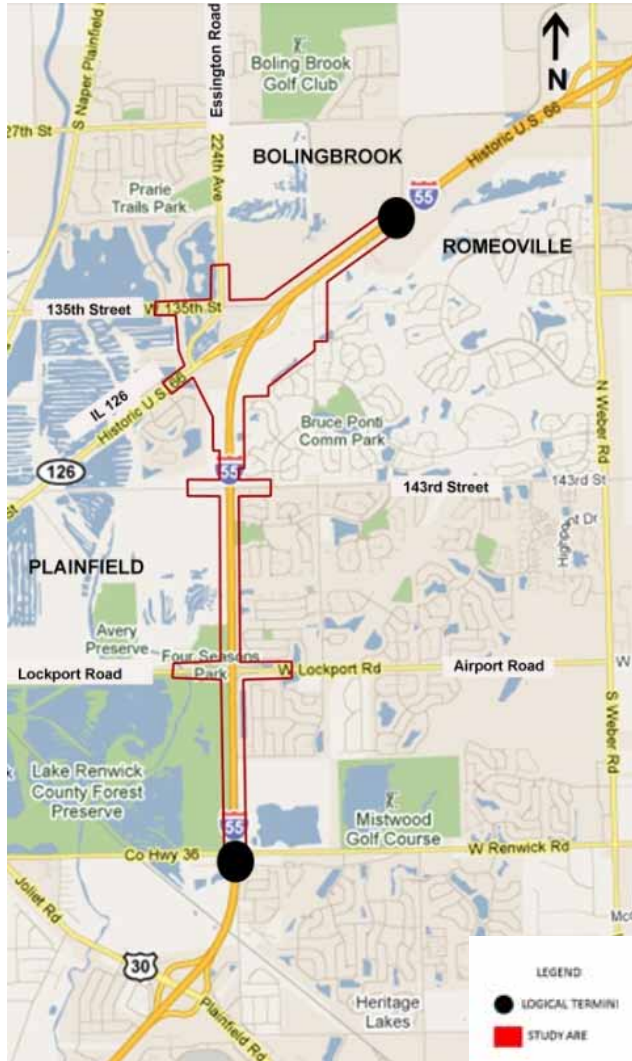 S Naper Plainfield Rd
Essington Road
224th Ave
Boling Brook
Golf Club
N
Historic U.S. 66
127th St
BOLINGBROOK
Prarie
Trails Park
55
ROMEOVILLE
135th Street
W 135th St
IL 126
Historic U.S. 66
N Weber Rd
Bruce Ponti
Comm Park
126
55
143rd Street
143rd St
St
PLAINFIELD
Avery
Preserve
Four Seasons
Park
Lockport Road
W Lockport Rd
Airport Road
W
S Weber Rd
Lake Renwick
County Forest
Preserve
Mistwood
Golf Course
55
Co Hwy 36
W Renwick Rd
Joliet Rd
30
Plainfield Rd
Heritage
Lakes
LEGEND
LOGICAL TERMINI
STUDY ARE